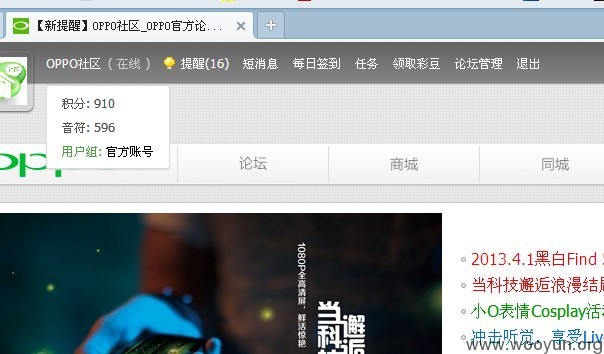 【新提醒】OPPO社区_OPPO官方论...
OPPO社区 (在线) 提醒(16) 短消息 每日签到 任务 领取彩豆 论坛管理 退出
积分: 910
音符: 596
用户组: 官方账号
oppo
论坛 商城 同城
1080P全高清屏，鲜活惊艳
当科技
邂逅
2013.4.1黑白Find
当科技邂逅浪漫结
小O表情Cosplay活
冲击听觉，享受Liv
www.wooyun.org